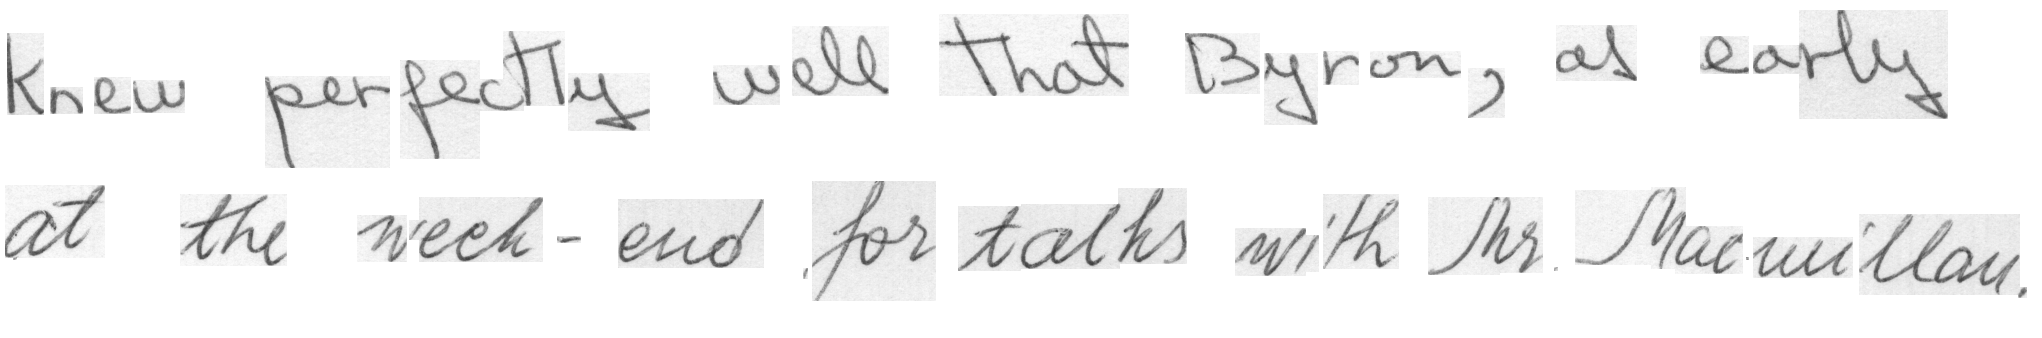 knew perfectly well that Byron, as early
at the week-end for talks with Mr. Macmillan.